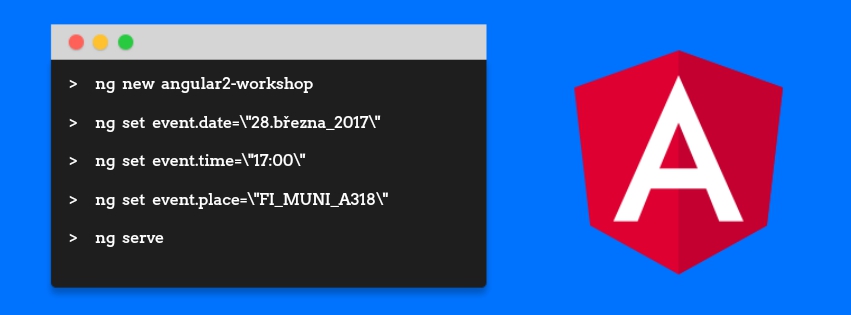 > ng new angular2-workshop
> ng set event.date=\"28.března_2017\"
> ng set event.time=\"17:00\"
> ng set event.place=\"FI_MUNI_A318\"
> ng serve
A